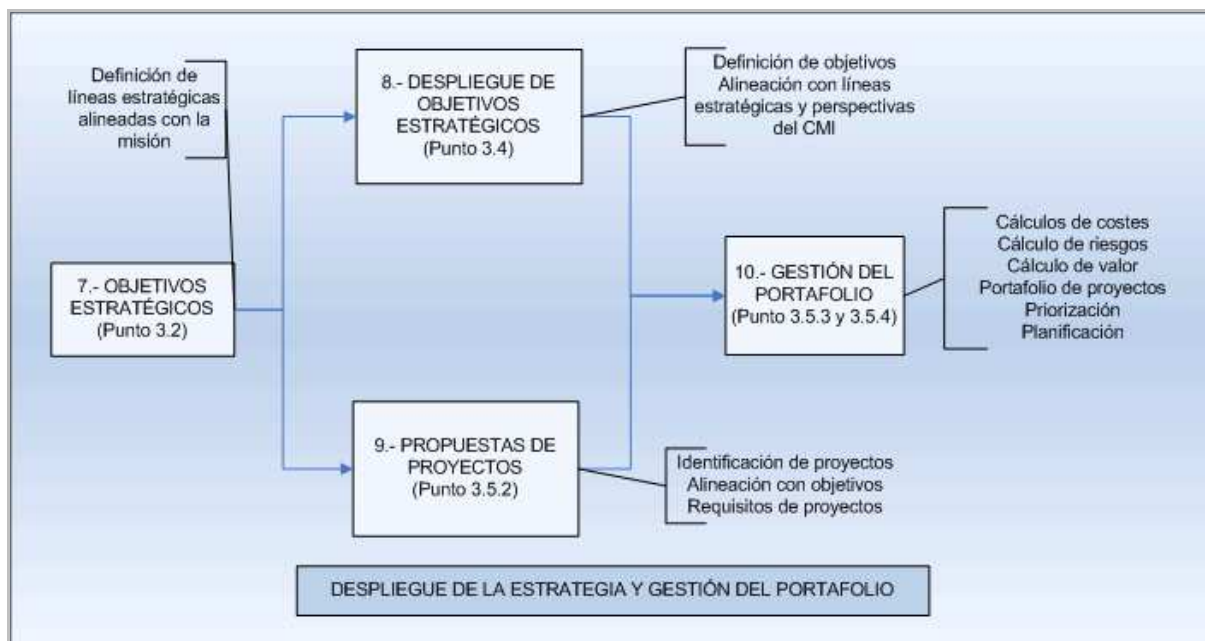 Definición de
líneas estratégicas
alineadas con la
misión
7.- OBJETIVOS
ESTRATÉGICOS
(Punto 3.2)
8.- DESPLIEGUE DE
OBJETIVOS
ESTRATÉGICOS
(Punto 3.4)
Definición de objetivos
Alineación con líneas
estratégicas y perspectivas
del CMI
9.- PROPUESTAS DE
PROYECTOS
(Punto 3.5.2)
Identificación de proyectos
Alineación con objetivos
Requisitos de proyectos
10.- GESTIÓN DEL
PORTAFOLIO
(Punto 3.5.3 y 3.5.4)
Cálculos de costes
Cálculo de riesgos
Cálculo de valor
Portafolio de proyectos
Priorización
Planificación
DESPLIEGUE DE LA ESTRATEGIA Y GESTIÓN DEL PORTAFOLIO